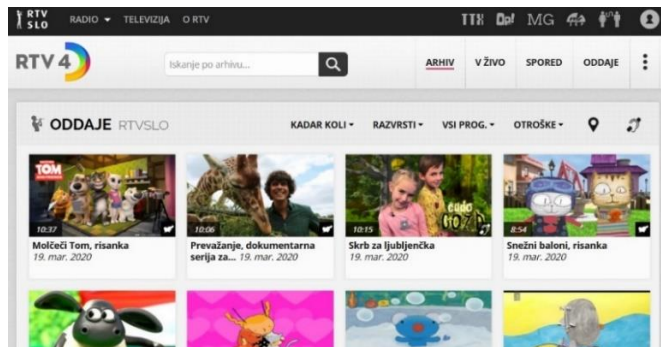 RTV SLO RADIO TELEVIZIJA O RTV TTX Op! MG
RTV 4 Iskanje po arhivu... ARHIV V ŽIVO SPORED ODDAJE
ODDAJE RTVSLO KADAR KOLI RAZVRSTI VSI PROG. OTROŠKE
TOM
10:37 10:06 10:15 8:54
Molčeči Tom, risanka
19. mar. 2020
Prevažanje, dokumentarna
serija za... 19. mar. 2020
Skrb za ljubljenčka
19. mar. 2020
Snežni baloni, risanka
19. mar. 2020